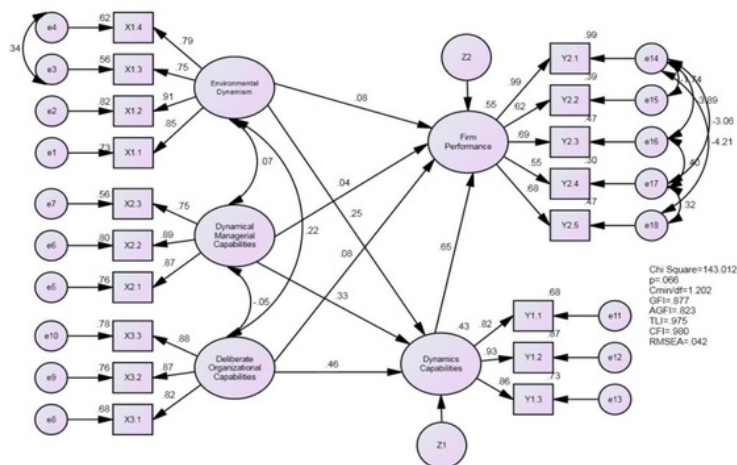 e4
.62
X1.4
.79
.34
e3
.56
X1.3
.75
e2
.82
X1.2
.91
e1
.73
X1.1
.85
Environmental
Dynamism
.07
.22
.08
.25
e7
.56
X2.3
.75
e6
.80
X2.2
.89
e5
.76
X2.1
.87
Dynamical
Managerial
Capabilities
.04
.33
-.05
e10
.78
X3.3
.88
e9
.76
X3.2
.87
e8
.68
X3.1
.82
Deliberate
Organizational
Capabilities
.08
.46
Z2
.55
Firm
Performance
.65
.99
Y2.1
.99
e14
.62
Y2.2
.39
e15
.69
Y2.3
.47
e16
.55
Y2.4
.30
e17
.68
Y2.5
.47
e18
-3.06
-4.21
.40
.32
.43
Dynamics
Capabilities
Z1
.82
Y1.1
.68
e11
.93
Y1.2
.87
e12
.86
Y1.3
.73
e13
Chi Square=143.012
p=.066
Cmin/df=1.202
GFI=.877
AGFI=.823
TLI=.975
CFI=.980
RMSEA=.042